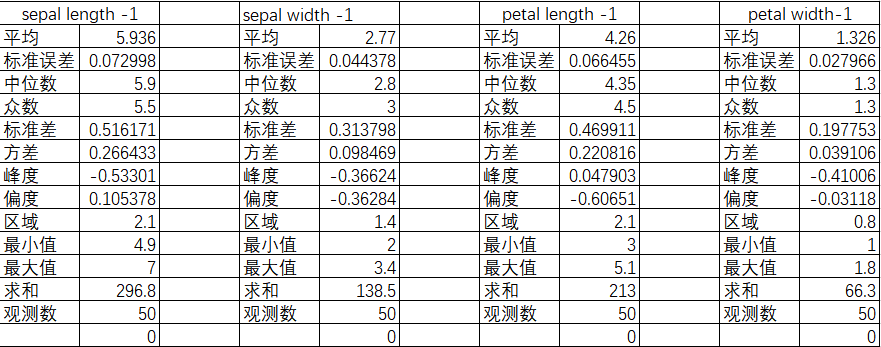 sepal length -1 sepal width -1 petal length -1 petal width-1
平均 5.936 平均 2.77 平均 4.26 平均 1.326
标准误差 0.072998 标准误差 0.044378 标准误差 0.066455 标准误差 0.027966
中位数 5.9 中位数 2.8 中位数 4.35 中位数 1.3
众数 5.5 众数 3 众数 4.5 众数 1.3
标准差 0.516171 标准差 0.313798 标准差 0.469911 标准差 0.197753
方差 0.266433 方差 0.098469 方差 0.220816 方差 0.039106
峰度 -0.53301 峰度 -0.36624 峰度 0.047903 峰度 -0.41006
偏度 0.105378 偏度 -0.36284 偏度 -0.60651 偏度 -0.03118
区域 2.1 区域 1.4 区域 2.1 区域 0.8
最小值 4.9 最小值 2 最小值 3 最小值 1
最大值 7 最大值 3.4 最大值 5.1 最大值 1.8
求和 296.8 求和 138.5 求和 213 求和 66.3
观测数 50 观测数 50 观测数 50 观测数 50
0 0 0 0